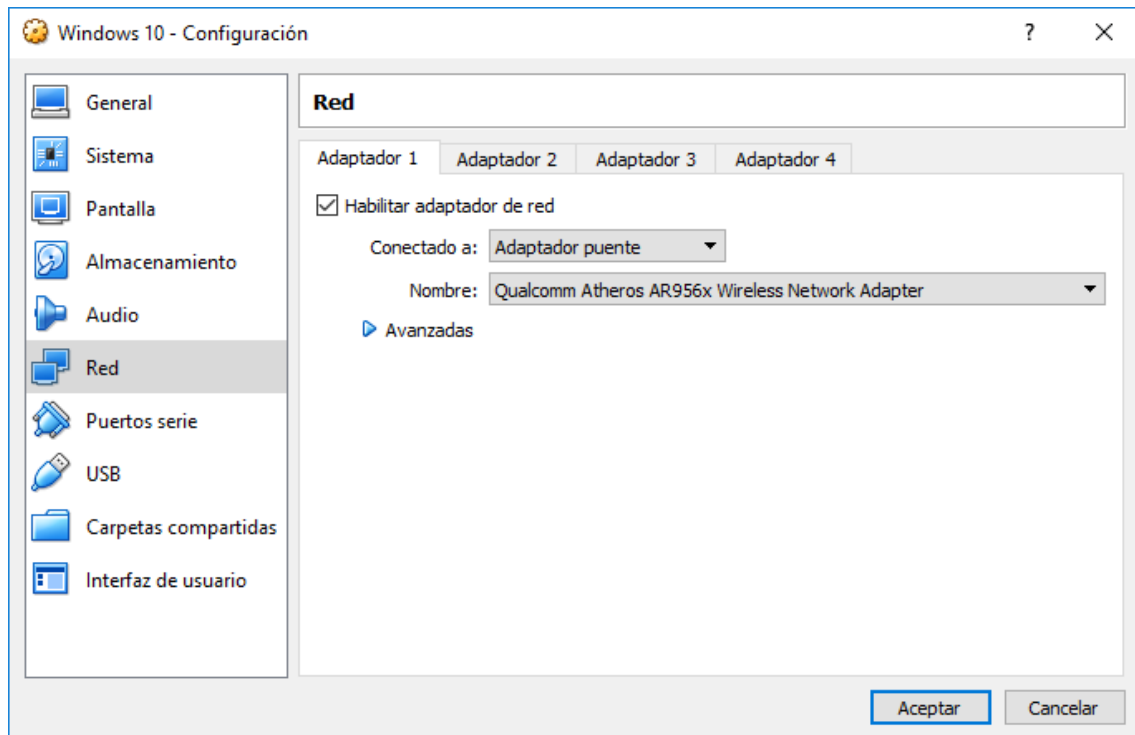 Windows 10 - Configuración
?
General
Sistema
Pantalla
Almacenamiento
Audio
Red
Puertos serie
USB
Carpetas compartidas
Interfaz de usuario
Red
Adaptador 1 Adaptador 2 Adaptador 3 Adaptador 4
Habilitar adaptador de red
Conectado a: Adaptador puente
Nombre: Qualcomm Atheros AR956x Wireless Network Adapter
Avanzadas
Aceptar Cancelar